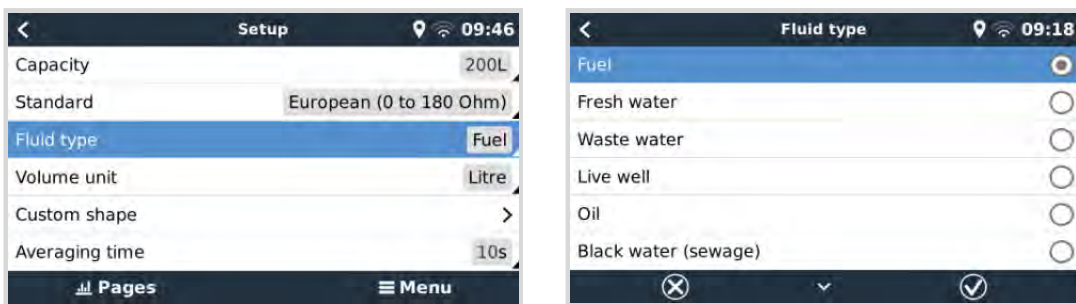 Setup 09:46
Capacity 200L
Standard European (0 to 180 Ohm)
Fluid type Fuel
Volume unit Litre
Custom shape
Averaging time 10s
Pages Menu
Fluid type 09:18
Fuel
Fresh water
Waste water
Live well
Oil
Black water (sewage)